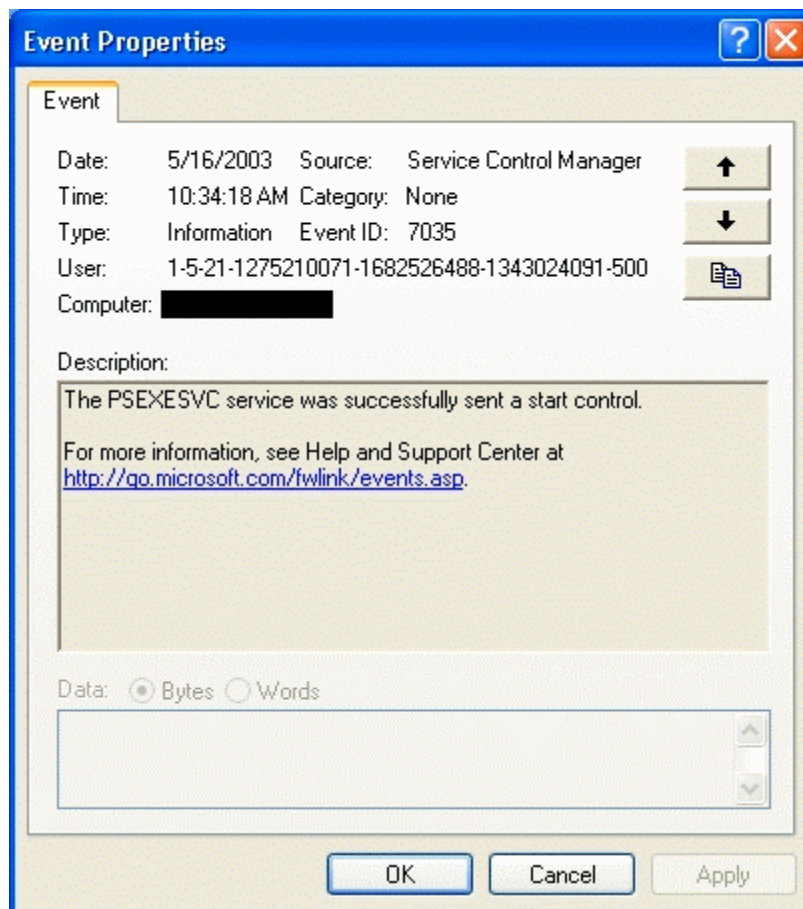 Event Properties
Event
Date: 5/16/2003 Source: Service Control Manager
Time: 10:34:18 AM Category: None
Type: Information Event ID: 7035
User: 1-5-21-1275210071-1682526488-1343024091-500
Computer:
Description:
The PSEXESVC service was successfully sent a start control.
For more information, see Help and Support Center at
http://go.microsoft.com/fwlink/events.asp.
Data: Bytes Words
OK Cancel Apply